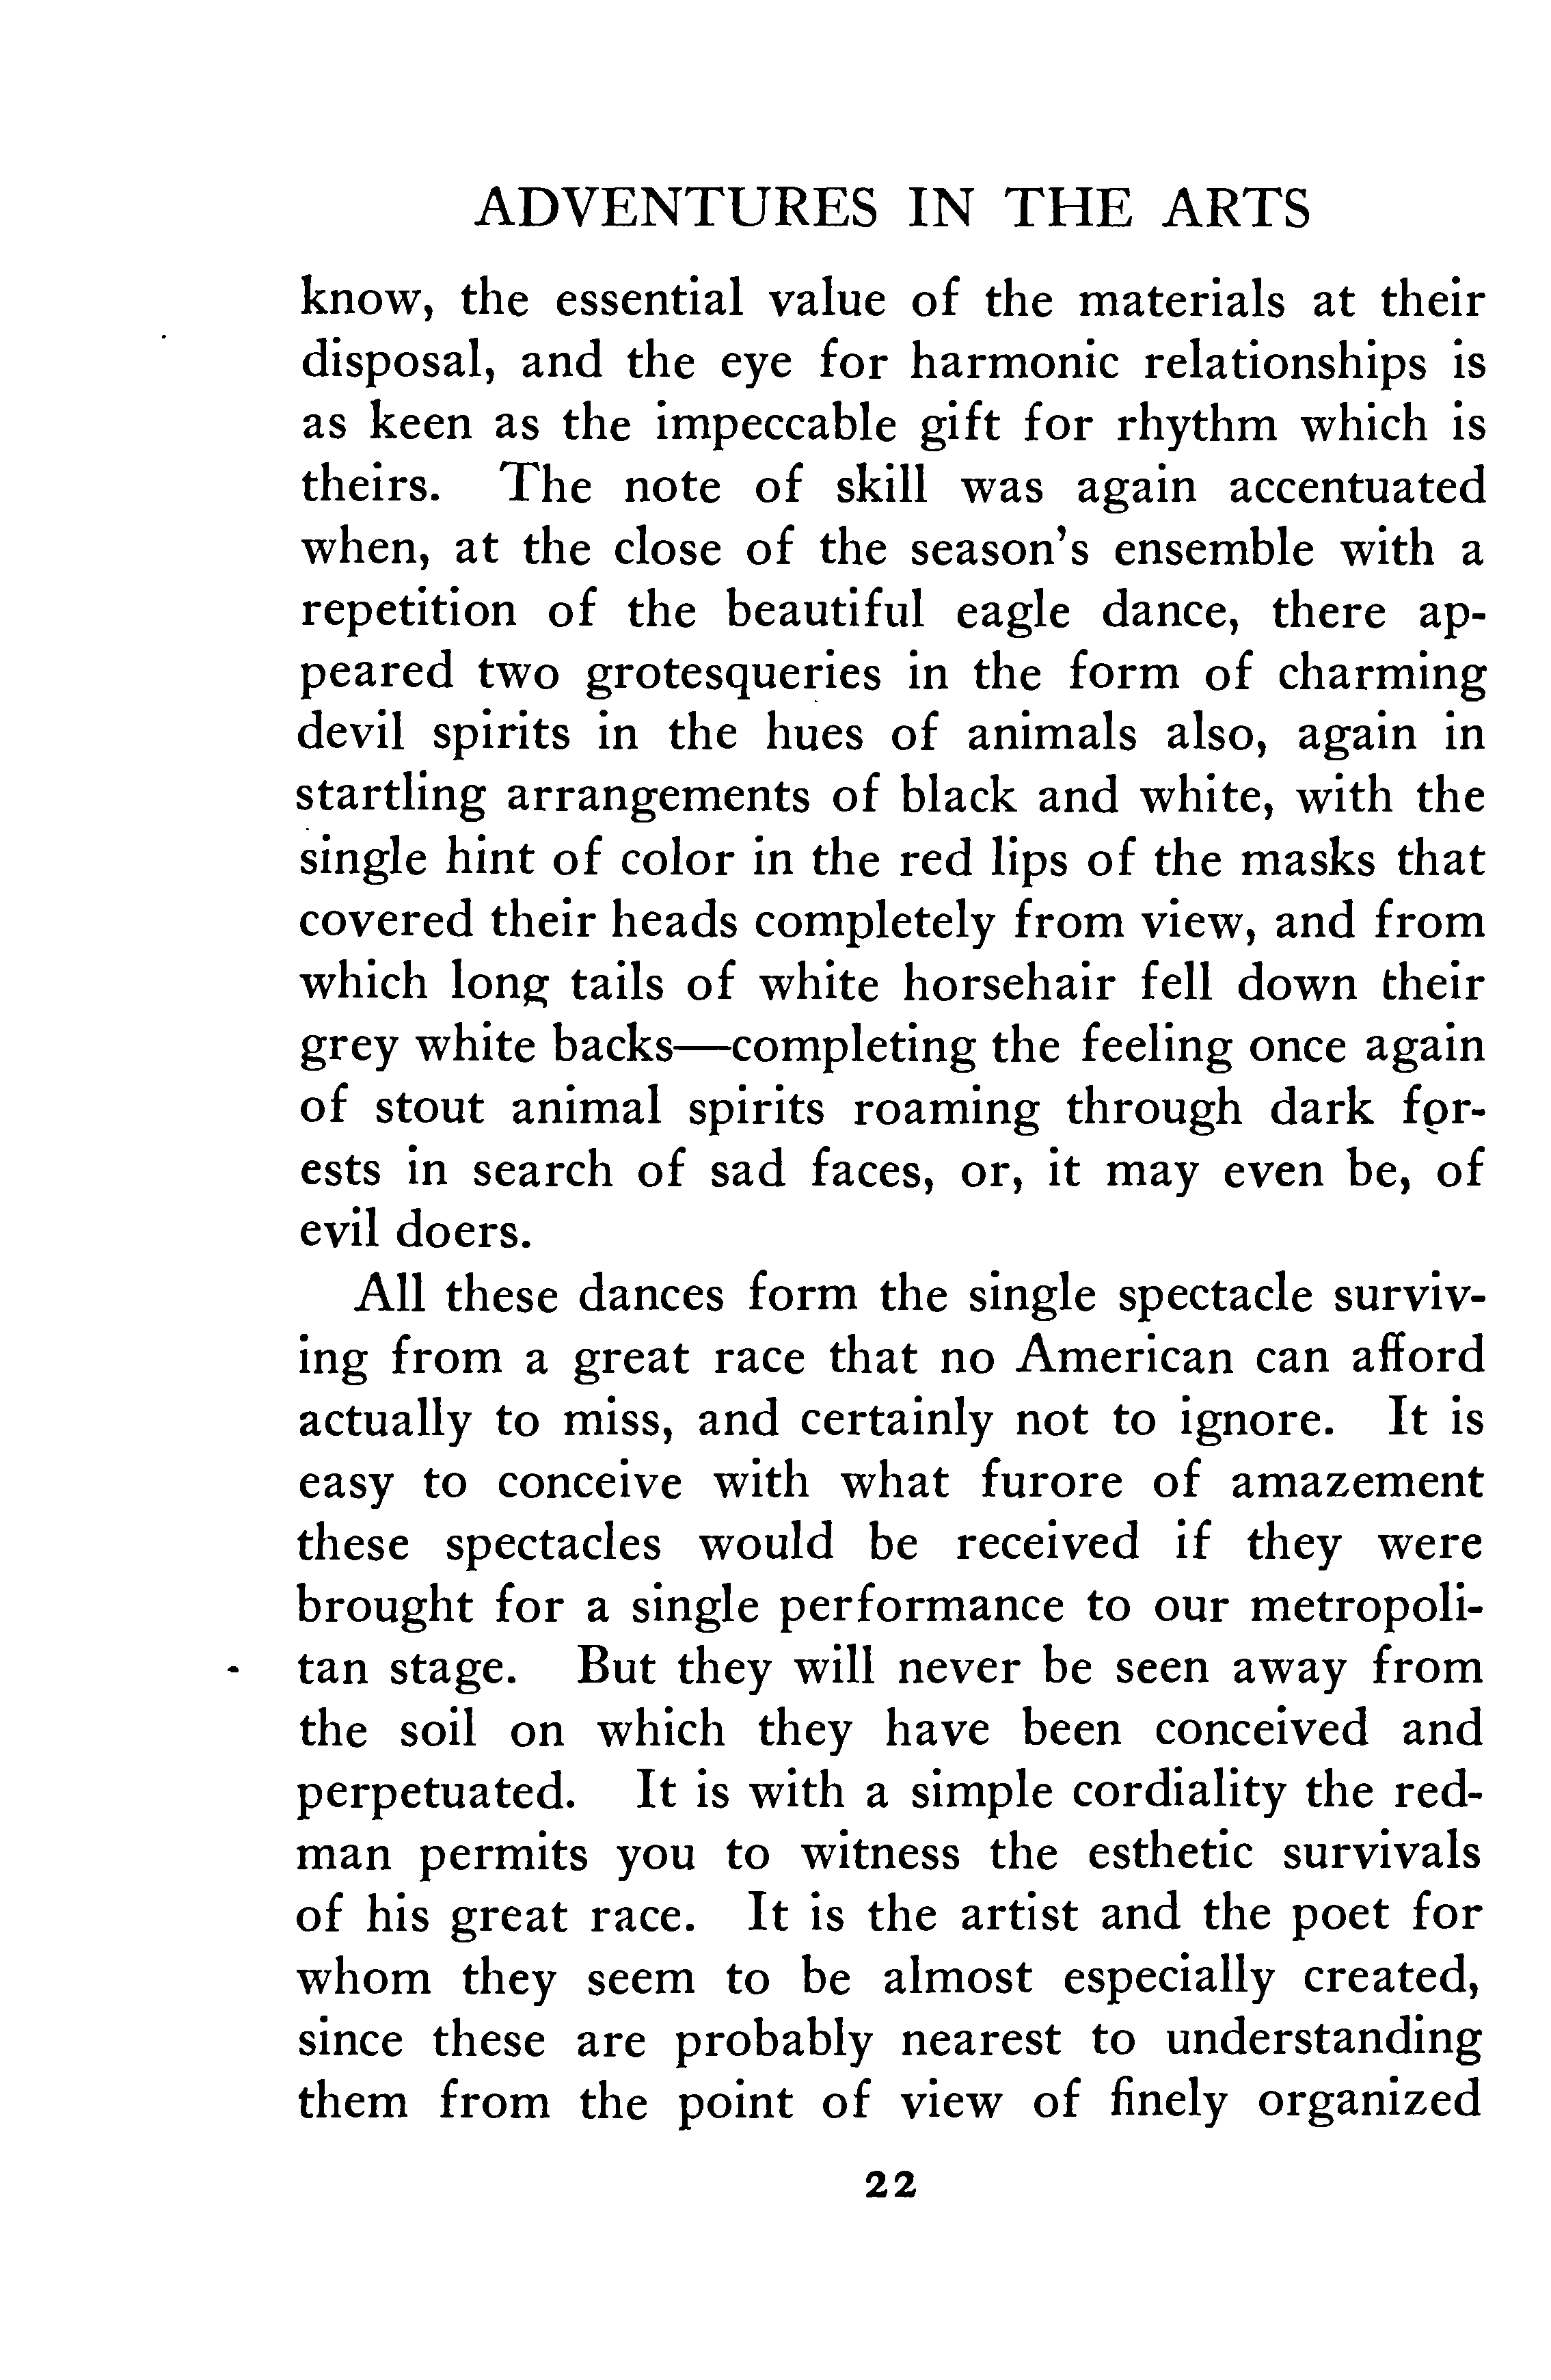 ADVENTURES IN THE ARTS
know, the essential value of the materials at their
disposal, and the eye for harmonic relationships is
as keen as the impeccable gift for rhythm which is
theirs. The note of skill was again accentuated
when, at the close of the season's ensemble with a
repetition of the beautiful eagle dance, there ap-
peared two grotesqueries in the form of charming
devil spirits in the hues of animals also, again in
startling arrangements of black and white, with the
single hint of color in the red lips of the masks that
covered their heads completely from view, and from
which long tails of white horsehair fell down their
grey white backs—completing the feeling once again
of stout animal spirits roaming through dark for-
ests in search of sad faces, or, it may even be, of
evil doers.
All these dances form the single spectacle surviv-
ing from a great race that no American can afford
actually to miss, and certainly not to ignore. It is
easy to conceive with what furore of amazement
these spectacles would be received if they were
brought for a single performance to our metropoli-
tan stage. But they will never be seen away from
the soil on which they have been conceived and
perpetuated. It is with a simple cordiality the red-
man permits you to witness the esthetic survivals
of his great race. It is the artist and the poet for
whom they seem to be almost especially created,
since these are probably nearest to understanding
them from the point of view of finely organized
22